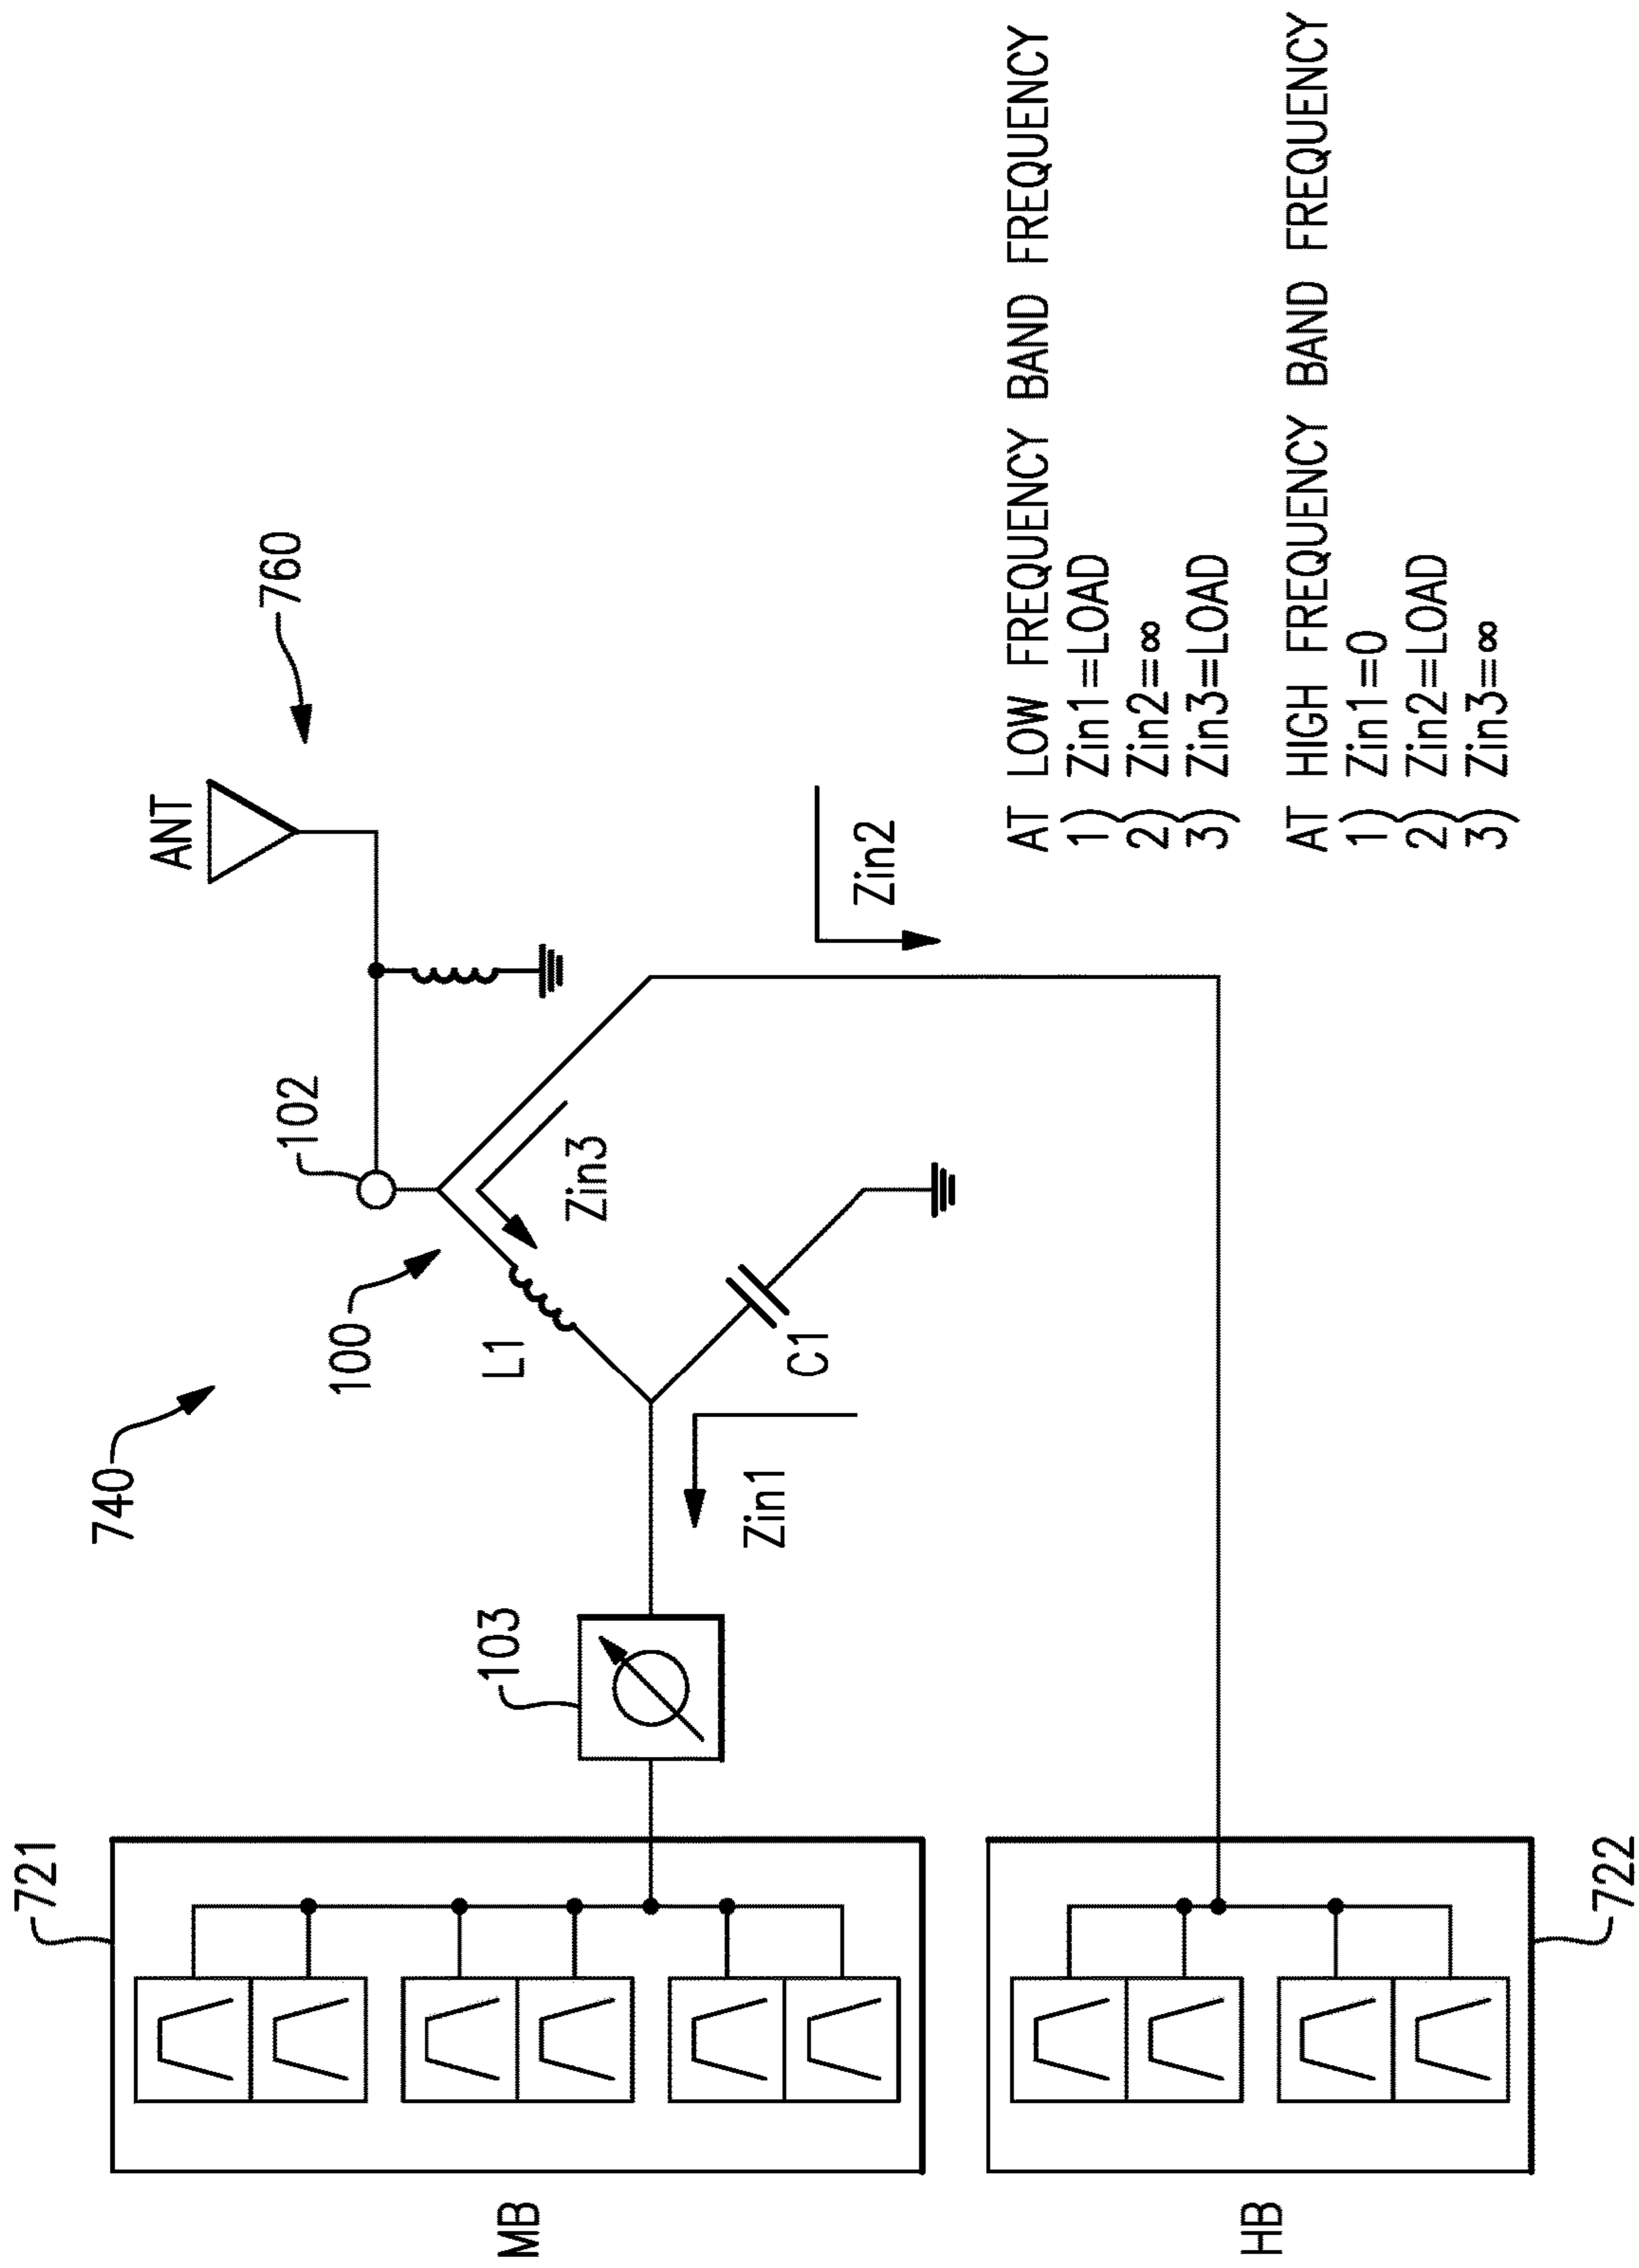 760
ANT
102
740
100
Zin3
L1
C1
Zin2
Zin1
103
721
722
MB
HB
AT LOW FREQUENCY BAND FREQUENCY
1) Zin1=LOAD
2) Zin2=∞
3) Zin3=LOAD
AT HIGH FREQUENCY BAND FREQUENCY
1) Zin1=0
2) Zin2=LOAD
3) Zin3=∞